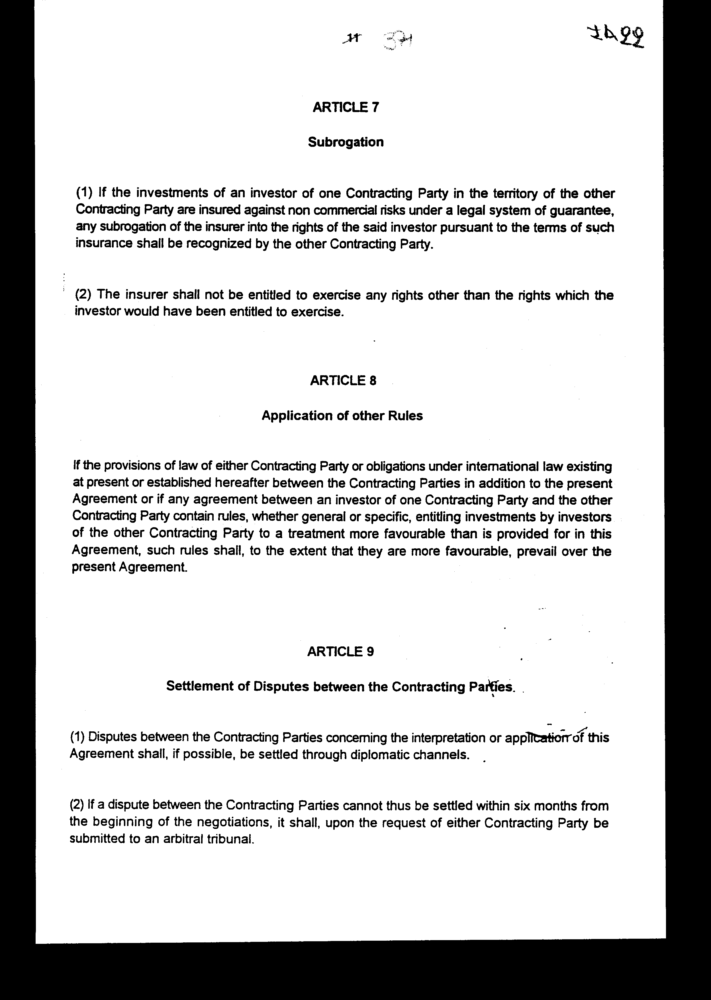 ARTICLE 7
Subrogation
(1) If the investments of an investor of one Contracting Party in the territory of the other
Contracting Party are insured against non commercial risks under a legal system of guarantee,
any subrogation of the insurer into the rights of the said investor pursuant to the terms of such
insurance shall be recognized by the other Contracting Party.
(2) The insurer shall not be entitled to exercise any rights other than the rights which the
investor would have been entitled to exercise.
ARTICLE 8
Application of other Rules
If the provisions of law of either Contracting Party or obligations under international law existing
at present or established hereafter between the Contracting Parties in addition to the present
Agreement or if any agreement between an investor of one Contracting Party and the other
Contracting Party contain rules, whether general or specific, entitling investments by investors
of the other Contracting Party to a treatment more favourable than is provided for in this
Agreement, such rules shall, to the extent that they are more favourable, prevail over the
present Agreement.
ARTICLE 9
Settlement of Disputes between the Contracting Parties.
(1) Disputes between the Contracting Parties concerning the interpretation or application of this
Agreement shall, if possible, be settled through diplomatic channels.
(2) If a dispute between the Contracting Parties cannot thus be settled within six months from
the beginning of the negotiations, it shall, upon the request of either Contracting Party be
submitted to an arbitral tribunal.